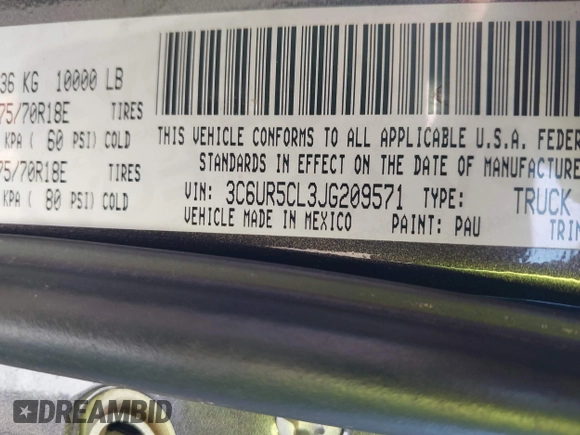 36 KG 10000 LB
75/70R18E TIRES
KPA ( 60 PSI) COLD
75/70R18E TIRES
KPA ( 80 PSI) COLD
THIS VEHICLE CONFORMS TO ALL APPLICABLE U.S.A. FEDER
STANDARDS IN EFFECT ON THE DATE OF MANUFACTURE
VIN: 3C6UR5CL3JG209571 TYPE: TRUCK
VEHICLE MADE IN MEXICO PAINT: PAU TRIM
DREAMBID